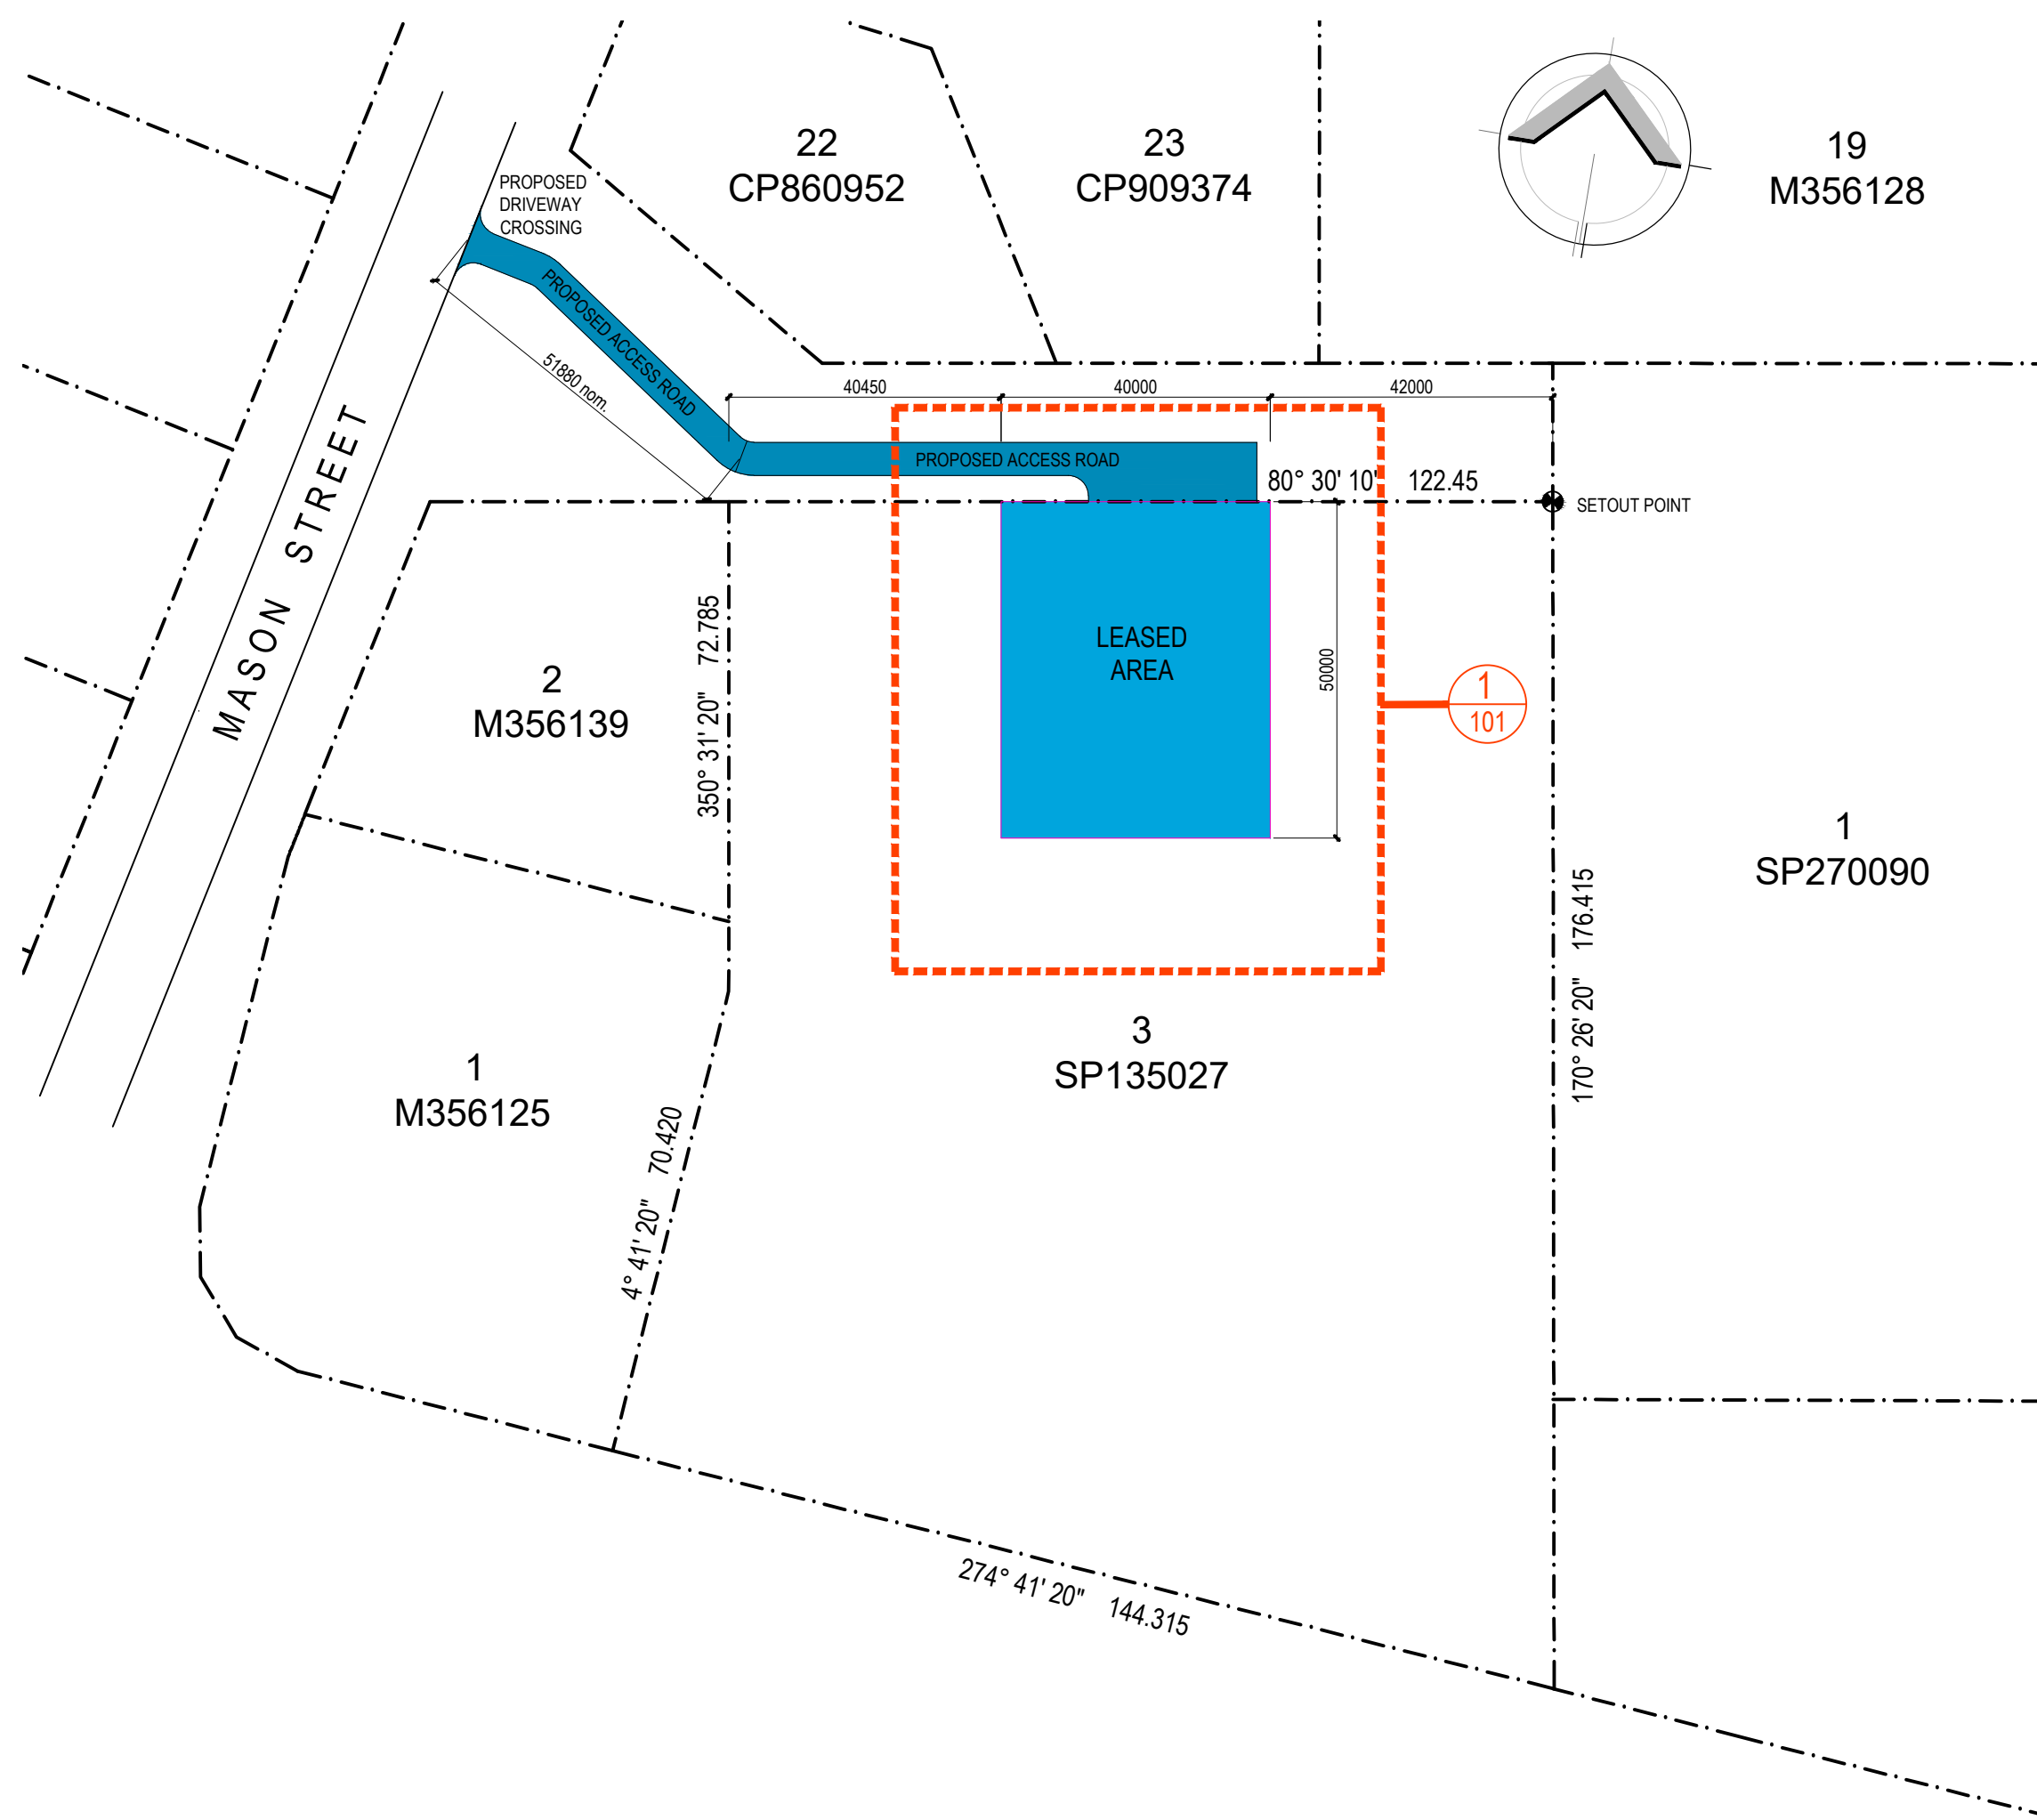 22
CP860952
23
CP909374
19
M356128
PROPOSED
DRIVEWAY
CROSSING
PROPOSED ACCESS ROAD
51880 nom.
40450
40000
42000
PROPOSED ACCESS ROAD
80° 30' 10" 122.45
SETOUT POINT
MASON STREET
LEASED
AREA
50000
350° 31' 20" 72.785
2
M356139
1
101
1
SP270090
170° 26' 20" 176.415
3
SP135027
1
M356125
4° 41' 20" 70.420
274° 41' 20" 144.315